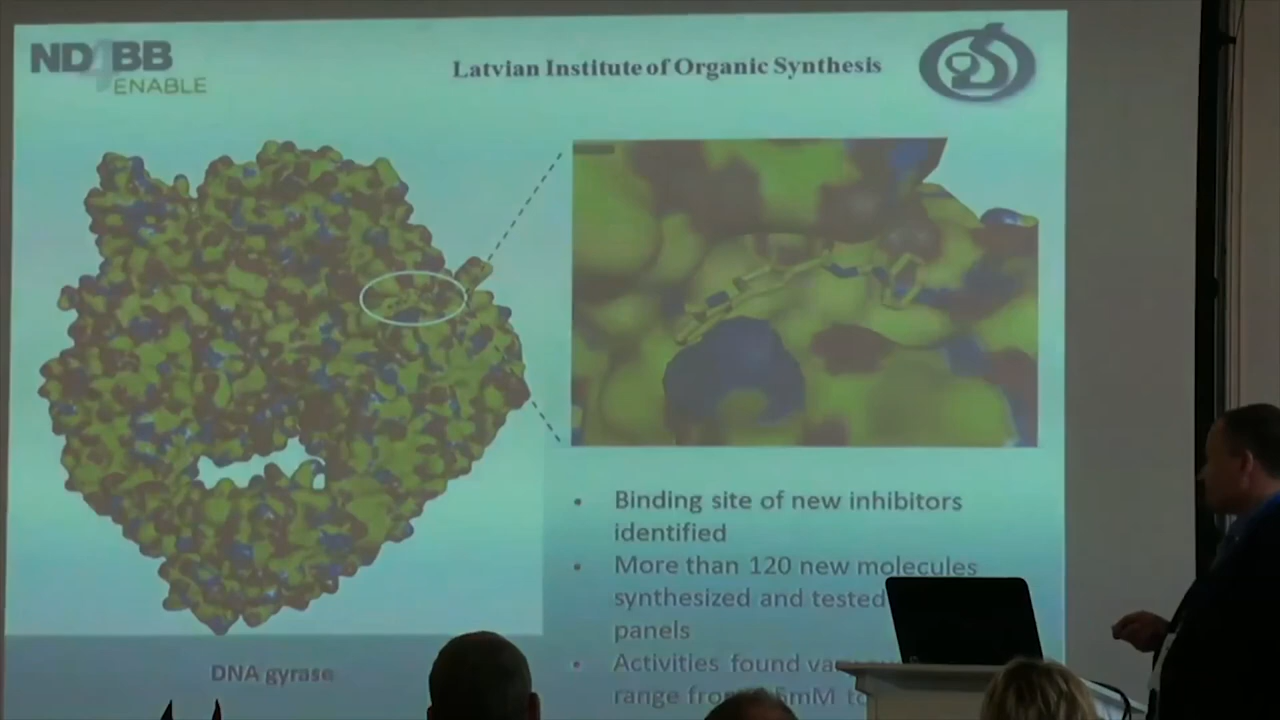 ND4BB
ENABLE
Latvian Institute of Organic Synthesis
• Binding site of new inhibitors
identified
• More than 120 new molecules
synthesized and tested
panels
• Activities found
range
DNA gyrase